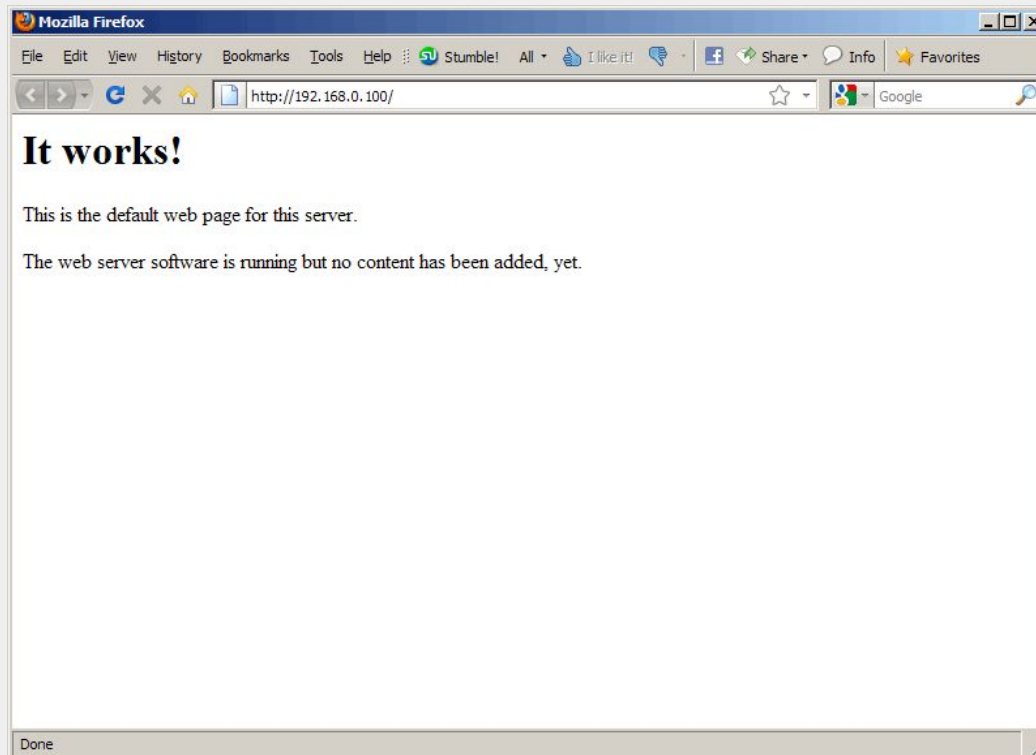 Mozilla Firefox
File Edit View History Bookmarks Tools Help Stumble! All I like it! Share Info Favorites
http://192.168.0.100/ Google
It works!
This is the default web page for this server.
The web server software is running but no content has been added, yet.
Done